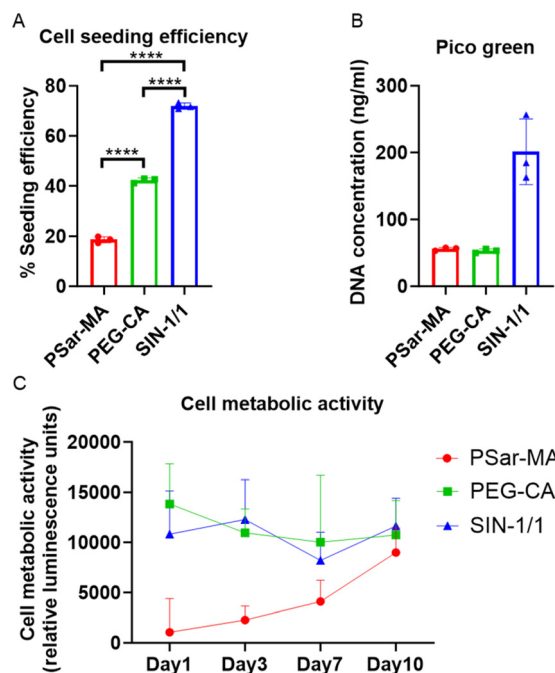 A
Cell seeding efficiency
****
****
****
% Seeding efficiency
80
60
40
20
0
PSar-MA
PEG-CA
SIN-1/1
B
Pico green
DNA concentration (ng/ml)
300
200
100
0
PSar-MA
PEG-CA
SIN-1/1
C
Cell metabolic activity
Cell metabolic activity
(relative luminescence units)
20000
15000
10000
5000
0
Day1
Day3
Day7
Day10
PSar-MA
PEG-CA
SIN-1/1